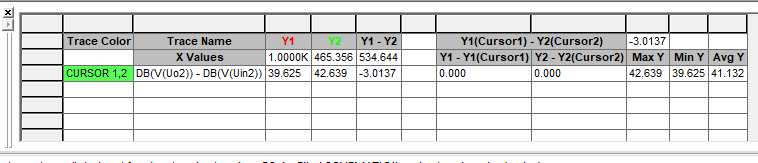 Trace Color Trace Name Y1 Y2 Y1 - Y2 Y1(Cursor1) - Y2(Cursor2) -3.0137
X Values 1.0000K 465.356 534.644 Y1 - Y1(Cursor1) Y2 - Y2(Cursor2) Max Y Min Y Avg Y
CURSOR 1,2 DB(V(Uo2)) - DB(V(Uin2)) 39.625 42.639 -3.0137 0.000 0.000 42.639 39.625 41.132